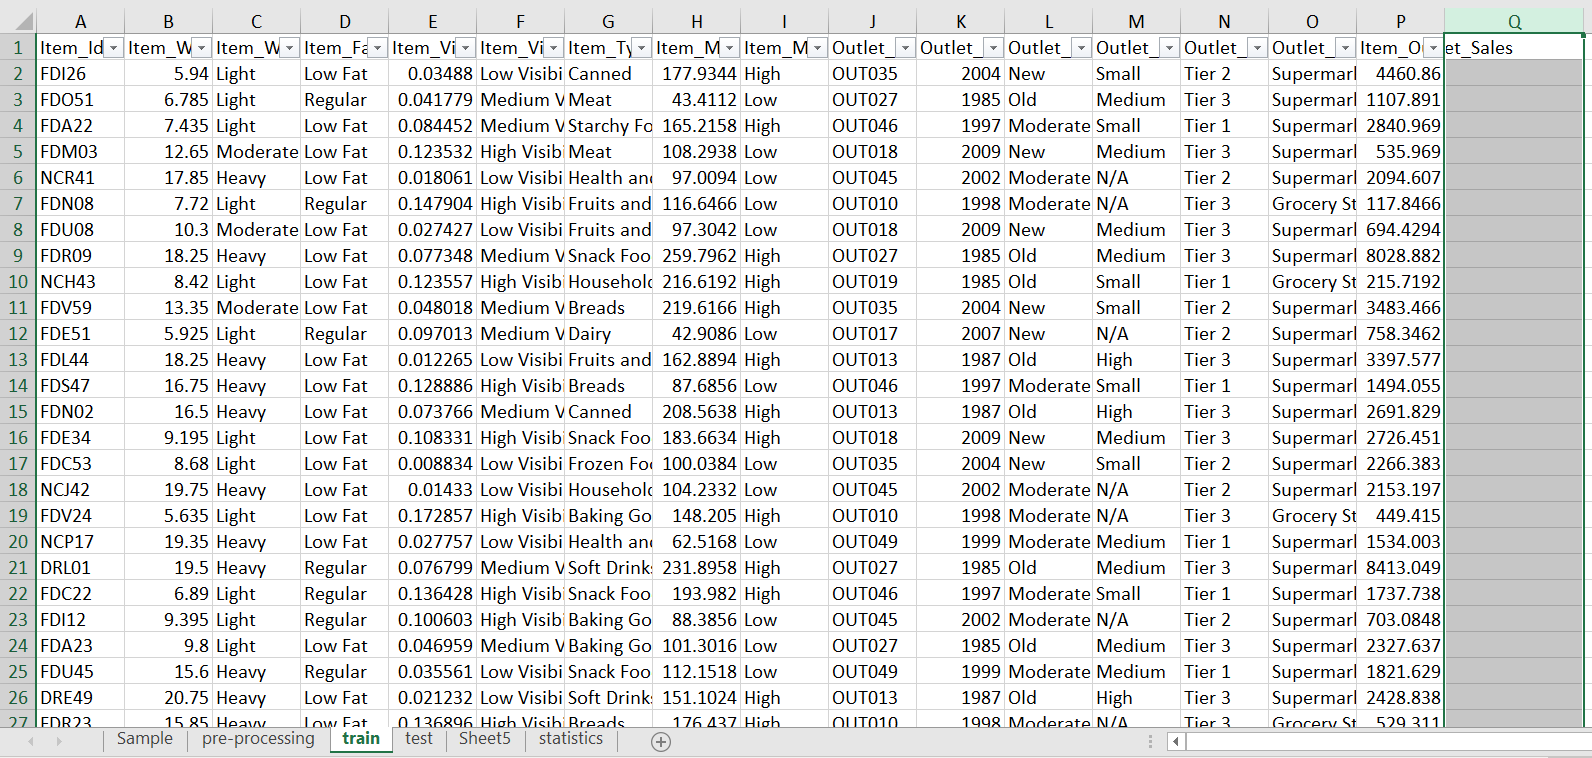 A B C D E F G H I J K L M N O P Q
1 Item_Id Item_W Item_W Item_Fa Item_Vi Item_Vi Item_Ty Item_M Item_M Outlet_ Outlet_ Outlet_ Outlet_ Outlet_ Outlet_ Item_O et_Sales
2 FDI26 5.94 Light Low Fat 0.03488 Low Visibi Canned 177.9344 High OUT035 2004 New Small Tier 2 Supermarl 4460.86
3 FDO51 6.785 Light Regular 0.041779 Medium V Meat 43.4112 Low OUT027 1985 Old Medium Tier 3 Supermarl 1107.891
4 FDA22 7.435 Light Low Fat 0.084452 Medium V Starchy Fo 165.2158 High OUT046 1997 Moderate Small Tier 1 Supermarl 2840.969
5 FDM03 12.65 Moderate Low Fat 0.123532 High Visib Meat 108.2938 Low OUT018 2009 New Medium Tier 3 Supermarl 535.969
6 NCR41 17.85 Heavy Low Fat 0.018061 Low Visibi Health an 97.0094 Low OUT045 2002 Moderate N/A Tier 2 Supermarl 2094.607
7 FDN08 7.72 Light Regular 0.147904 High Visib Fruits and 116.6466 Low OUT010 1998 Moderate N/A Tier 3 Grocery St 117.8466
8 FDU08 10.3 Moderate Low Fat 0.027427 Low Visibi Fruits and 97.3042 Low OUT018 2009 New Medium Tier 3 Supermarl 694.4294
9 FDR09 18.25 Heavy Low Fat 0.077348 Medium V Snack Foo 259.7962 High OUT027 1985 Old Medium Tier 3 Supermarl 8028.882
10 NCH43 8.42 Light Low Fat 0.123557 High Visib Househol 216.6192 High OUT019 1985 Old Small Tier 1 Grocery St 215.7192
11 FDV59 13.35 Moderate Low Fat 0.048018 Medium V Breads 219.6166 High OUT035 2004 New Small Tier 2 Supermarl 3483.466
12 FDE51 5.925 Light Regular 0.097013 Medium V Dairy 42.9086 Low OUT017 2007 New N/A Tier 2 Supermarl 758.3462
13 FDL44 18.25 Heavy Low Fat 0.012265 Low Visibi Fruits and 162.8894 High OUT013 1987 Old High Tier 3 Supermarl 3397.577
14 FDS47 16.75 Heavy Low Fat 0.128886 High Visib Breads 87.6856 Low OUT046 1997 Moderate Small Tier 1 Supermarl 1494.055
15 FDN02 16.5 Heavy Low Fat 0.073766 Medium V Canned 208.5638 High OUT013 1987 Old High Tier 3 Supermarl 2691.829
16 FDE34 9.195 Light Low Fat 0.108331 High Visib Snack Foo 183.6634 High OUT018 2009 New Medium Tier 3 Supermarl 2726.451
17 FDC53 8.68 Light Low Fat 0.008834 Low Visibi Frozen Fo 100.0384 Low OUT035 2004 New Small Tier 2 Supermarl 2266.383
18 NCJ42 19.75 Heavy Low Fat 0.01433 Low Visibi Househol 104.2332 Low OUT045 2002 Moderate N/A Tier 2 Supermarl 2153.197
19 FDV24 5.635 Light Low Fat 0.172857 High Visib Baking Go 148.205 High OUT010 1998 Moderate N/A Tier 3 Grocery St 449.415
20 NCP17 19.35 Heavy Low Fat 0.027757 Low Visibi Health an 62.5168 Low OUT049 1999 Moderate Medium Tier 1 Supermarl 1534.003
21 DRL01 19.5 Heavy Regular 0.076799 Medium V Soft Drink 231.8958 High OUT027 1985 Old Medium Tier 3 Supermarl 8413.049
22 FDC22 6.89 Light Regular 0.136428 High Visib Snack Foo 193.982 High OUT046 1997 Moderate Small Tier 1 Supermarl 1737.738
23 FDI12 9.395 Light Regular 0.100603 High Visib Baking Go 88.3856 Low OUT045 2002 Moderate N/A Tier 2 Supermarl 703.0848
24 FDA23 9.8 Light Low Fat 0.046959 Medium V Baking Go 101.3016 Low OUT027 1985 Old Medium Tier 3 Supermarl 2327.637
25 FDU45 15.6 Heavy Regular 0.035561 Low Visibi Snack Foo 112.1518 Low OUT049 1999 Moderate Medium Tier 1 Supermarl 1821.629
26 DRE49 20.75 Heavy Low Fat 0.021232 Low Visibi Soft Drink 151.1024 High OUT013 1987 Old High Tier 3 Supermarl 2428.838
27 FDR23 15.85 Heavy Low Fat 0.136896 High Visib Breads 176.437 High OUT010 1998 Moderate N/A Tier 3 Grocery St 529.311
Sample pre-processing train test Sheet5 statistics